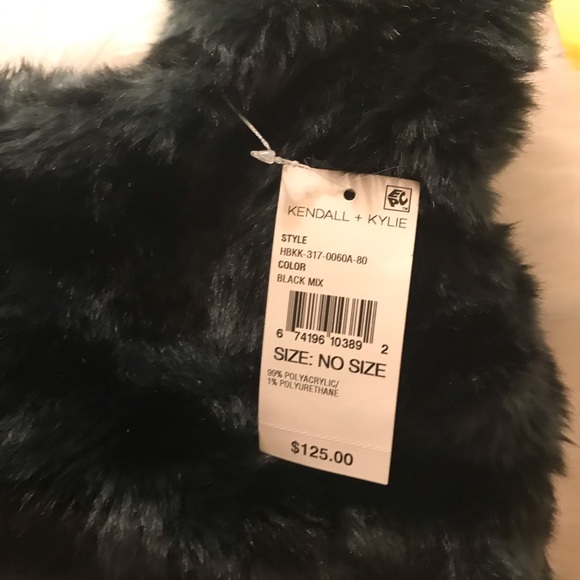 EPC™
KENDALL + KYLIE
STYLE
HBKK-317-0060A-80
COLOR
BLACK MIX
6 74196 10389 2
SIZE: NO SIZE
99% POLYACRYLIC/
1% POLYURETHANE
$125.00